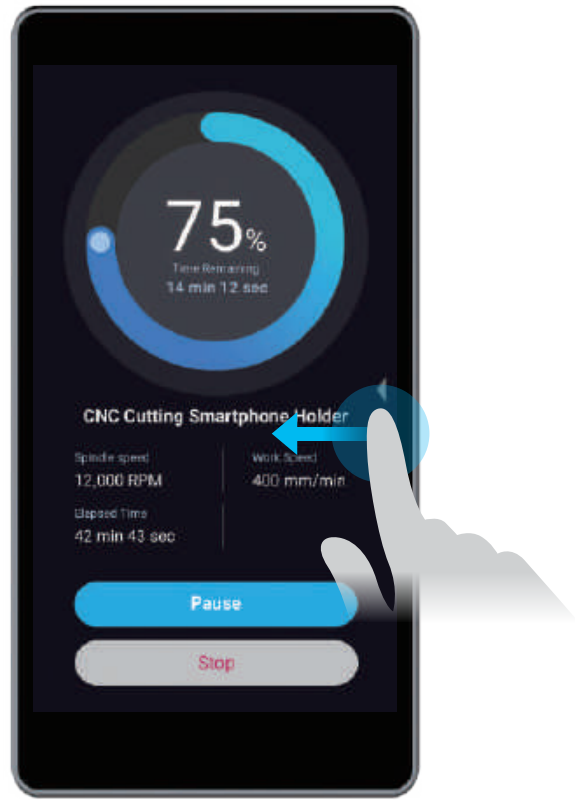 75%
Time Remaining
14 min 12 sec
CNC Cutting Smartphone Holder
Spindle speed
Work Speed
12,000 RPM
400 mm/min
Elapsed Time
42 min 43 sec
Pause
Stop